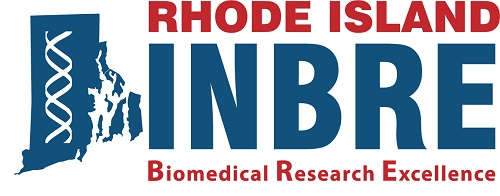 RHODE ISLAND
INBRE
Biomedical Research Excellence